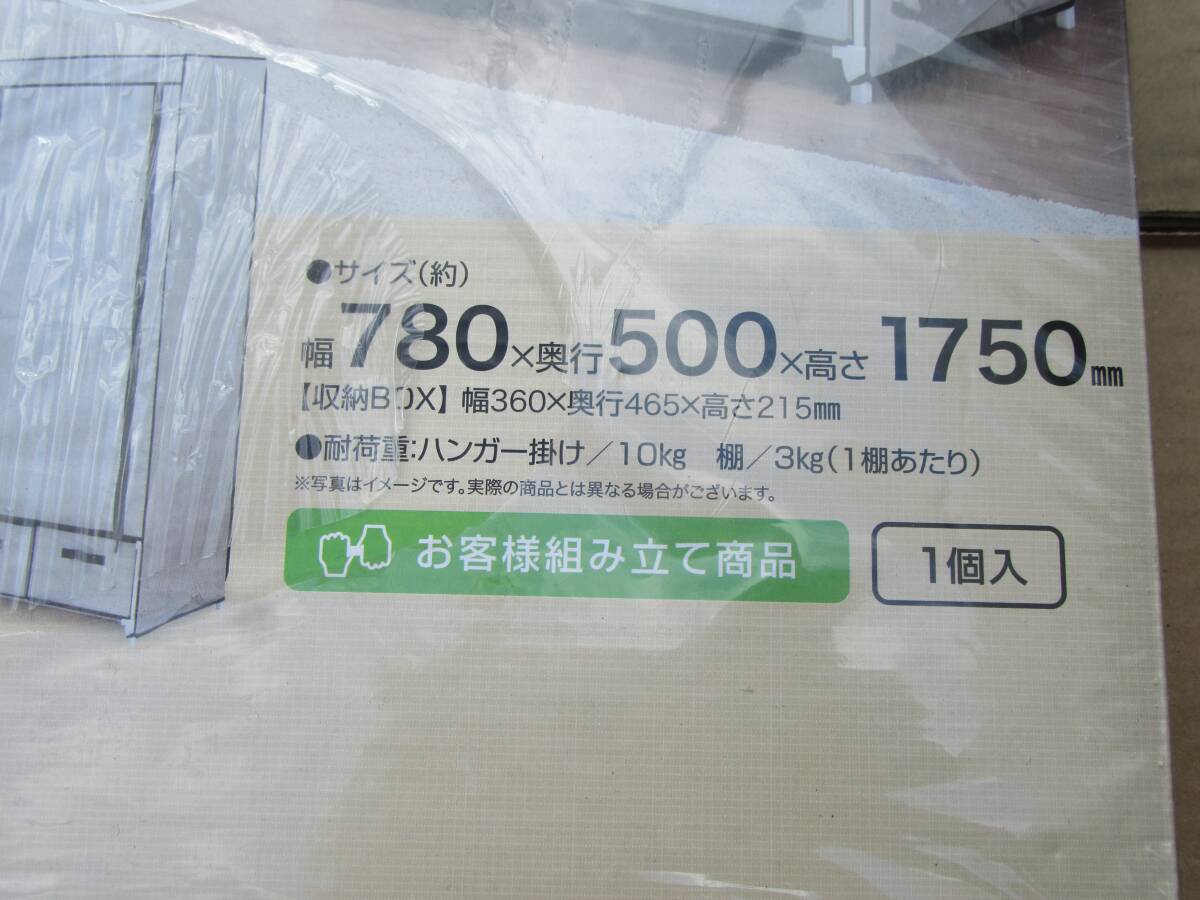 ●サイズ(約)
幅780×奥行500×高さ1750mm
【収納BOX】幅360×奥行465×高さ215mm
●耐荷重:ハンガー掛け/10kg 棚/3kg(1棚あたり)
※写真はイメージです。実際の商品とは異なる場合がございます。
お客様組み立て商品
1個入